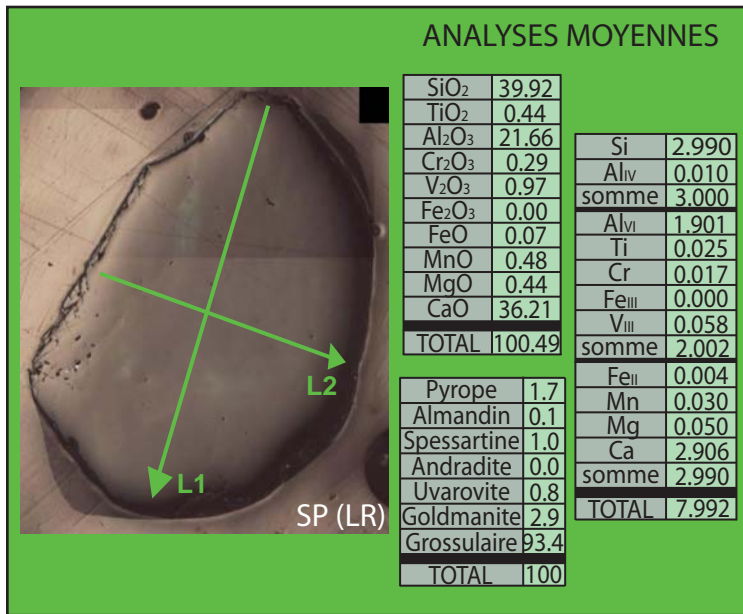 ANALYSES MOYENNES
SiO₂ 39.92
TiO₂ 0.44
Al₂O₃ 21.66
Cr₂O₃ 0.29
V₂O₃ 0.97
Fe₂O₃ 0.00
FeO 0.07
MnO 0.48
MgO 0.44
CaO 36.21
TOTAL 100.49
Pyrope 1.7
Almandin 0.1
Spessartine 1.0
Andradite 0.0
Uvarovite 0.8
Goldmanite 2.9
Grossulaire 93.4
TOTAL 100
Si 2.990
AlIV 0.010
somme 3.000
AlVI 1.901
Ti 0.025
Cr 0.017
FeIII 0.000
VIII 0.058
somme 2.002
FeII 0.004
Mn 0.030
Mg 0.050
Ca 2.906
somme 2.990
TOTAL 7.992
L2
L1
SP (LR)